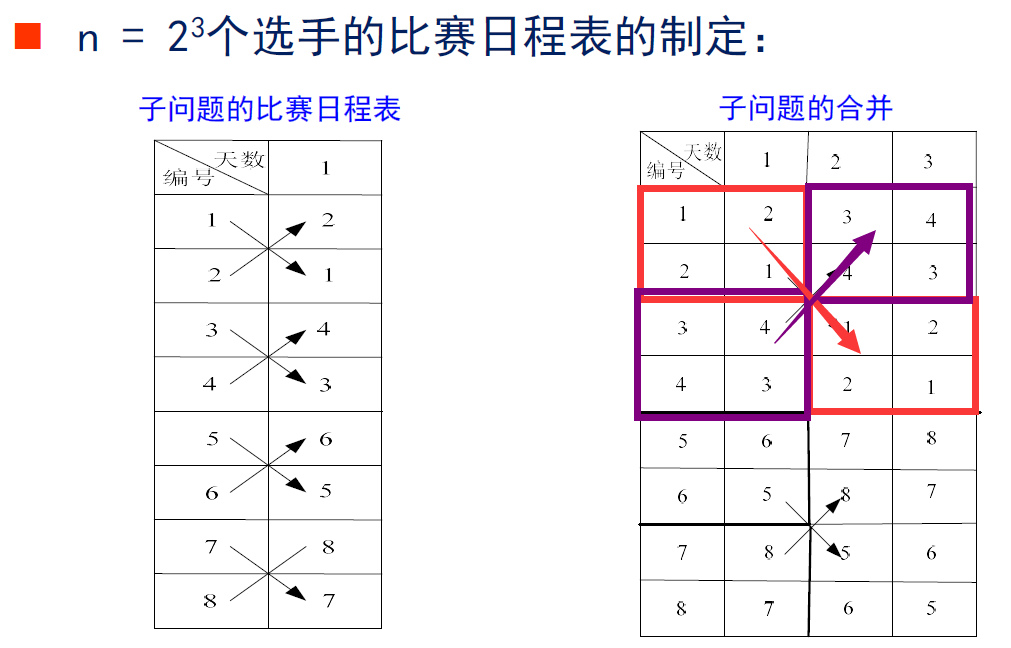 n = 2³个选手的比赛日程表的制定：
子问题的比赛日程表
天数
编号
1
1 2
2 1
3 4
4 3
5 6
6 5
7 8
8 7
子问题的合并
天数
编号
1 2 3
1 2 3 4
2 1 4 3
3 4 1 2
4 3 2 1
5 6 7 8
6 5 8 7
7 8 5 6
8 7 6 5